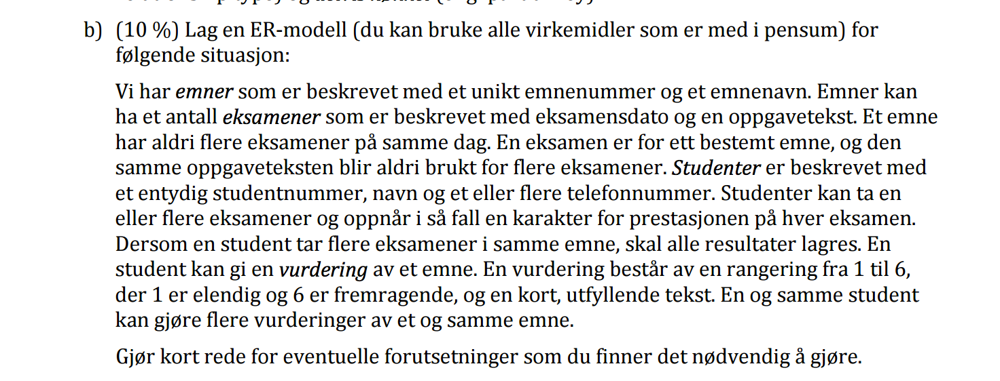 b) (10 %) Lag en ER-modell (du kan bruke alle virkemidler som er med i pensum) for
følgende situasjon:
Vi har emner som er beskrevet med et unikt emnenummer og et emnenavn. Emner kan
ha et antall eksamener som er beskrevet med eksamensdato og en oppgavetekst. Et emne
har aldri flere eksamener på samme dag. En eksamen er for ett bestemt emne, og den
samme oppgaveteksten blir aldri brukt for flere eksamener. Studenter er beskrevet med
et entydig studentnummer, navn og et eller flere telefonnummer. Studenter kan ta en
eller flere eksamener og oppnår i så fall en karakter for prestasjonen på hver eksamen.
Dersom en student tar flere eksamener i samme emne, skal alle resultater lagres. En
student kan gi en vurdering av et emne. En vurdering består av en rangering fra 1 til 6,
der 1 er elendig og 6 er fremragende, og en kort, utfyllende tekst. En og samme student
kan gjøre flere vurderinger av et og samme emne.
Gjør kort rede for eventuelle forutsetninger som du finner det nødvendig å gjøre.